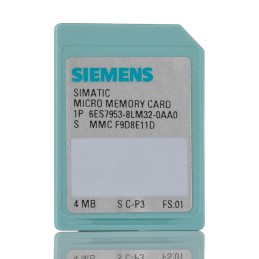 SIEMENS
SIMATIC
MICRO MEMORY CARD
1P 6ES7953-8LM32-0AA0
S MMC F9D8E11D
4 MB S C-P3 FS:01